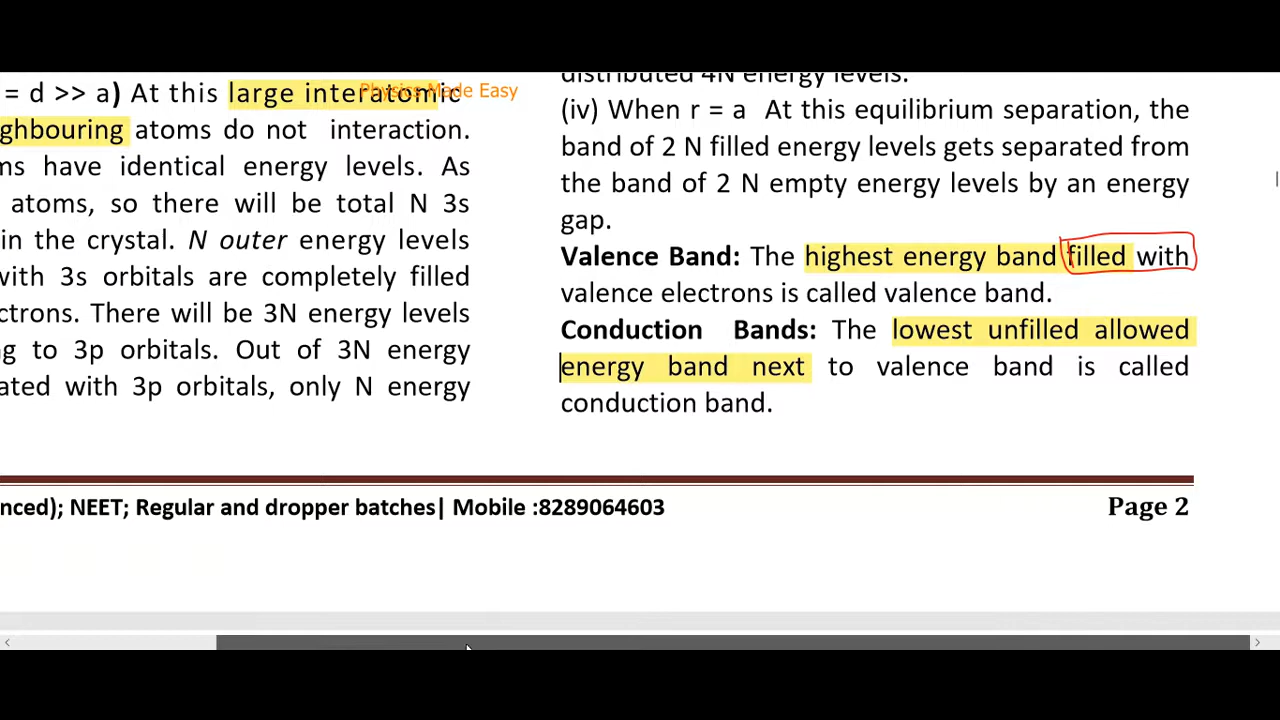 = d >> a) At this large interatomic
ghbouring atoms do not interaction.
ms have identical energy levels. As
atoms, so there will be total N 3s
in the crystal. N outer energy levels
with 3s orbitals are completely filled
ctrons. There will be 3N energy levels
ng to 3p orbitals. Out of 3N energy
ated with 3p orbitals, only N energy
Physics Made Easy
distributed 4N energy levels.
(iv) When r = a At this equilibrium separation, the
band of 2 N filled energy levels gets separated from
the band of 2 N empty energy levels by an energy
gap.
Valence Band: The highest energy band filled with
valence electrons is called valence band.
Conduction Bands: The lowest unfilled allowed
energy band next to valence band is called
conduction band.
nced); NEET; Regular and dropper batches| Mobile :8289064603 Page 2